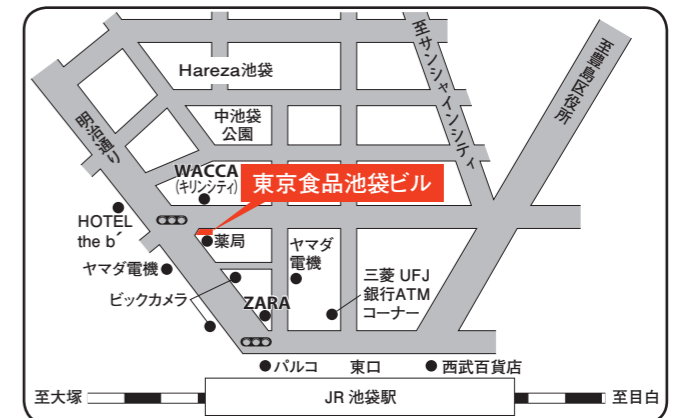 至サンシャインシティ
至豊島区役所
Hareza池袋
明治通り
中池袋
公園
WACCA
(キリンシティ)
東京食品池袋ビル
HOTEL
the b´
薬局
ヤマダ
電機
ヤマダ電機
三菱 UFJ
銀行ATM
コーナー
ビックカメラ
ZARA
パルコ
東口
西武百貨店
至大塚
JR 池袋駅
至目白